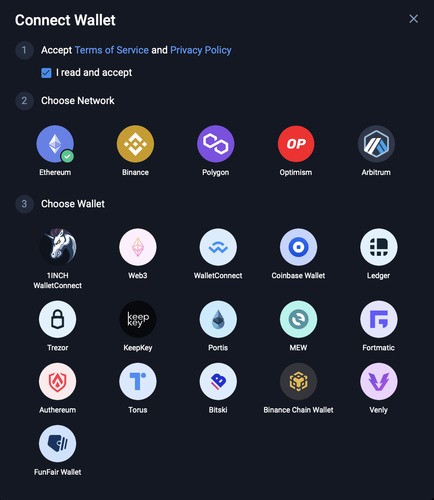 Connect Wallet
1 Accept Terms of Service and Privacy Policy
I read and accept
2 Choose Network
OP
Ethereum Binance Polygon Optimism Arbitrum
3 Choose Wallet
1INCH Web3 WalletConnect Coinbase Wallet Ledger
WalletConnect
keep
key
Trezor KeepKey Portis MEW Fortmatic
Authereum Torus Bitski Binance Chain Wallet Venly
FunFair Wallet